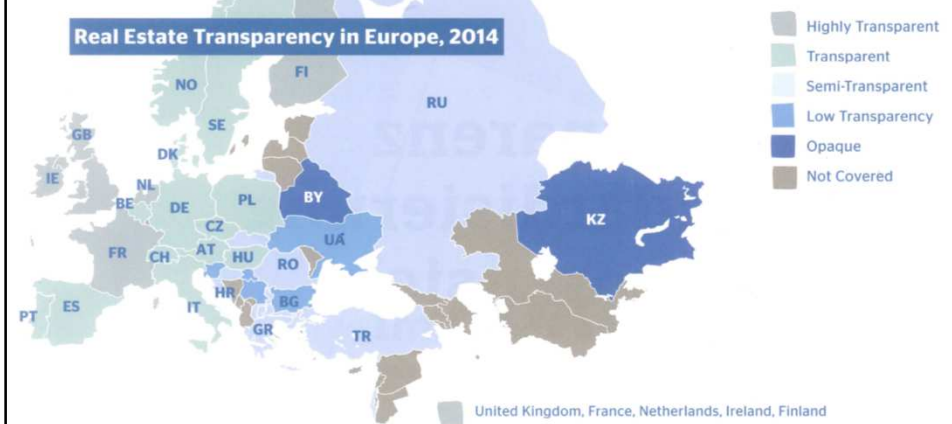 Real Estate Transparency in Europe, 2014
Highly Transparent
Transparent
Semi-Transparent
Low Transparency
Opaque
Not Covered
NO
FI
SE
RU
GB
DK
IE
NL
BE
DE
PL
BY
KZ
CZ
UA
FR
CH
AT
HU
RO
HR
BG
PT
ES
IT
GR
TR
United Kingdom, France, Netherlands, Ireland, Finland